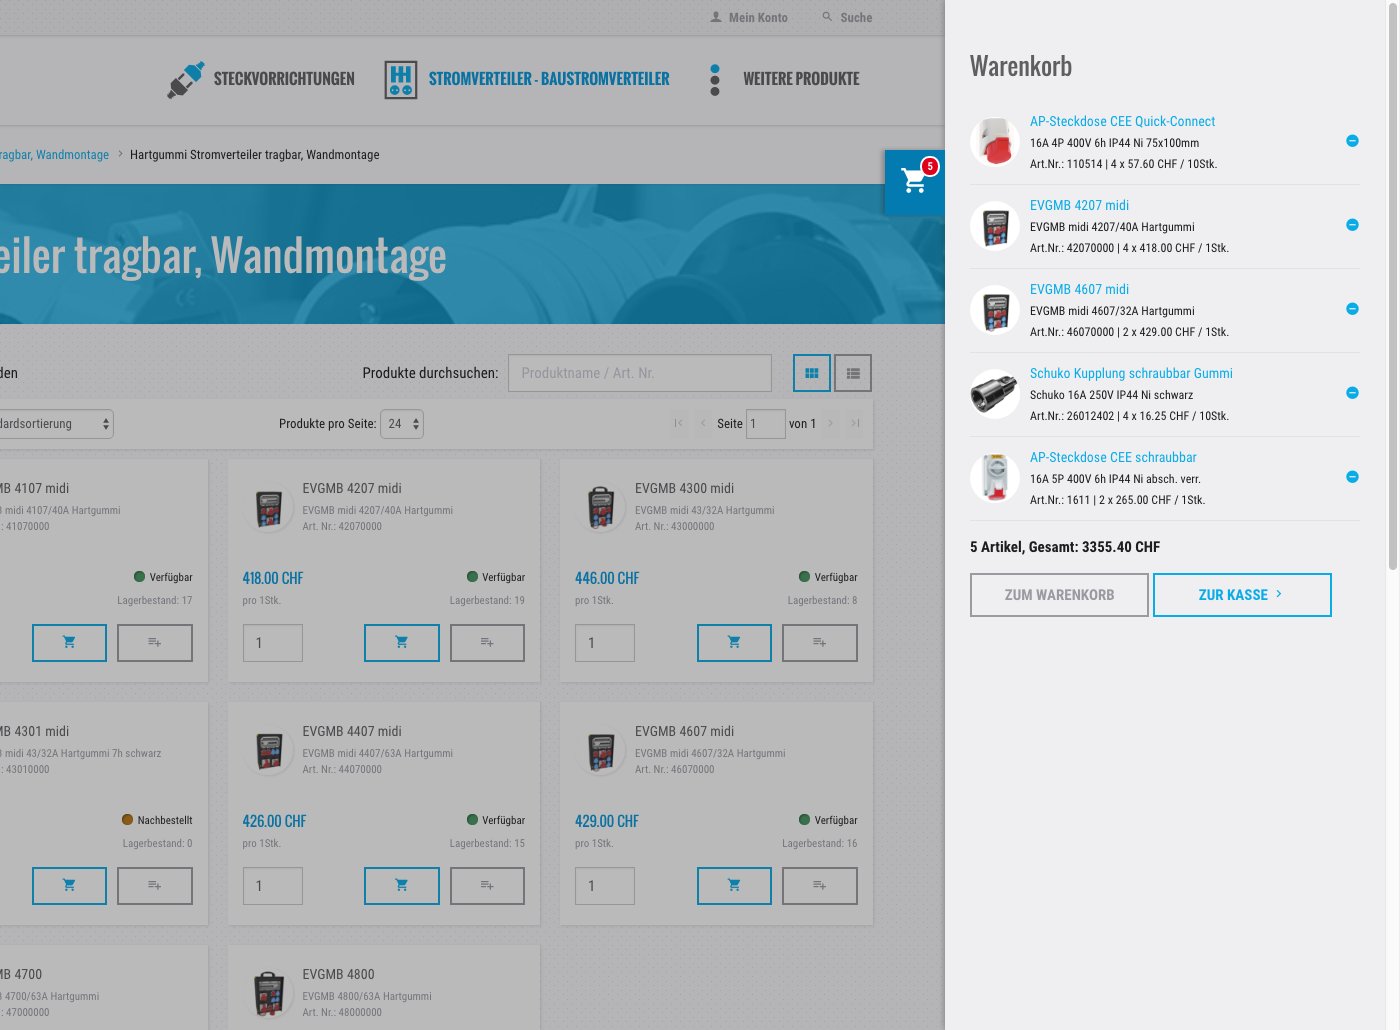 Mein Konto
Suche
STECKVORRICHTUNGEN
STROMVERTEILER - BAUSTROMVERTEILER
WEITERE PRODUKTE
Wandmontage
Hartgummi Stromverteiler tragbar, Wandmontage
5
tragbar, Wandmontage
Produkte durchsuchen:
Produktname / Art. Nr.
Produkte pro Seite:
24
Seite
1
von 1
4107 midi
midi 4107/40A Hartgummi
: 41070000
Verfügbar
Lagerbestand: 17
EVGMB 4207 midi
EVGMB midi 4207/40A Hartgummi
Art. Nr.: 42070000
418.00 CHF
Verfügbar
pro 1Stk.
Lagerbestand: 19
1
EVGMB 4300 midi
EVGMB midi 43/32A Hartgummi
Art. Nr.: 43000000
446.00 CHF
Verfügbar
pro 1Stk.
Lagerbestand: 8
1
4301 midi
midi 43/32A Hartgummi 7h schwarz
: 43010000
Nachbestellt
Lagerbestand: 0
EVGMB 4407 midi
EVGMB midi 4407/63A Hartgummi
Art. Nr.: 44070000
426.00 CHF
Verfügbar
pro 1Stk.
Lagerbestand: 15
1
EVGMB 4607 midi
EVGMB midi 4607/32A Hartgummi
Art. Nr.: 46070000
429.00 CHF
Verfügbar
pro 1Stk.
Lagerbestand: 16
1
4700
4700/63A Hartgummi
: 47000000
EVGMB 4800
EVGMB 4800/63A Hartgummi
Art. Nr.: 48000000
Warenkorb
AP-Steckdose CEE Quick-Connect
16A 4P 400V 6h IP44 Ni 75x100mm
Art.Nr.: 110514 | 4 x 57.60 CHF / 10Stk.
EVGMB 4207 midi
EVGMB midi 4207/40A Hartgummi
Art.Nr.: 42070000 | 4 x 418.00 CHF / 1Stk.
EVGMB 4607 midi
EVGMB midi 4607/32A Hartgummi
Art.Nr.: 46070000 | 2 x 429.00 CHF / 1Stk.
Schuko Kupplung schraubbar Gummi
Schuko 16A 250V IP44 Ni schwarz
Art.Nr.: 26012402 | 4 x 16.25 CHF / 10Stk.
AP-Steckdose CEE schraubbar
16A 5P 400V 6h IP44 Ni absch. verr.
Art.Nr.: 1611 | 2 x 265.00 CHF / 1Stk.
5 Artikel, Gesamt: 3355.40 CHF
ZUM WARENKORB
ZUR KASSE